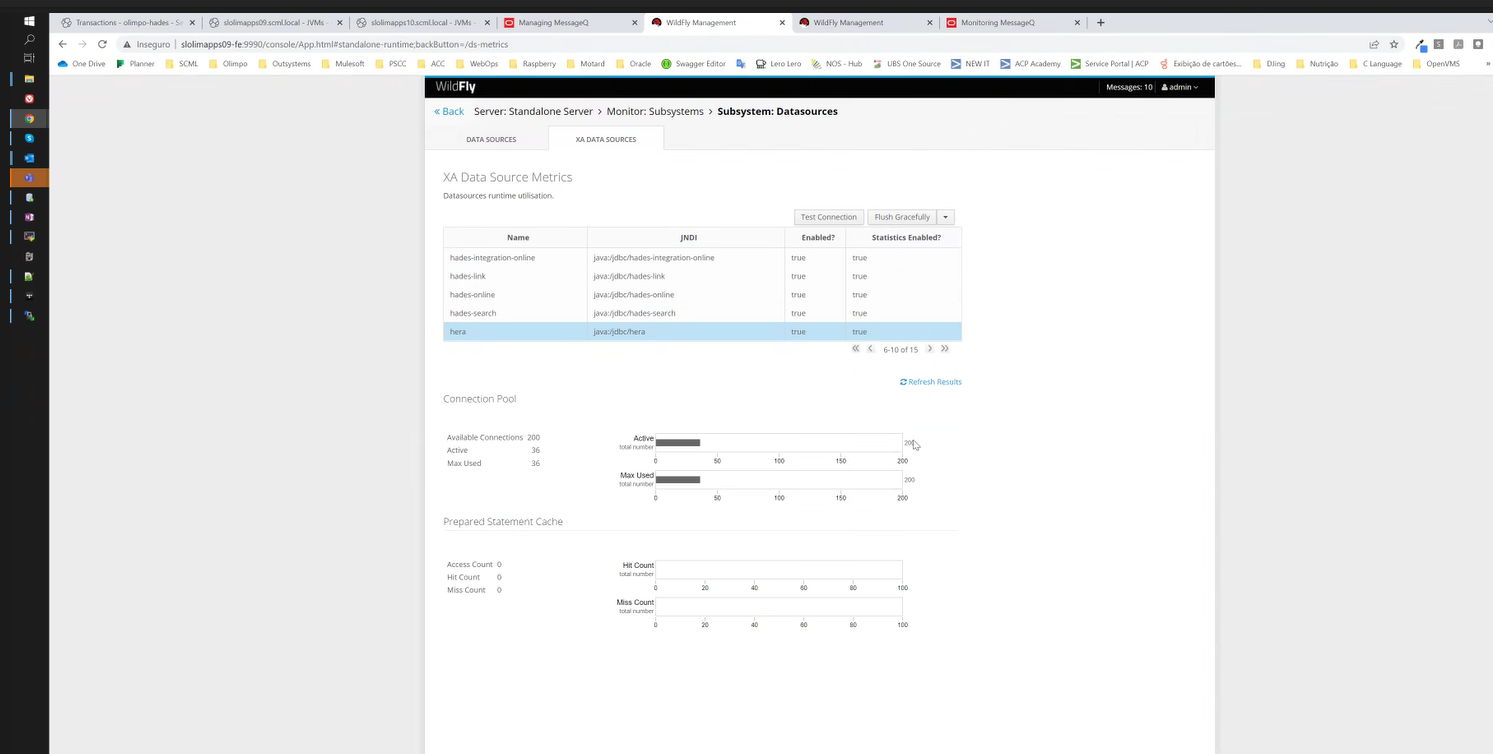 Transactions - olimpo-hades - Se
slolimapps09.scml.local - JVMs -
slolimapps10.scml.local - JVMs -
Managing MessageQ
WildFly Management
WildFly Management
Monitoring MessageQ
Inseguro | slolimapps09-fe:9990/console/App.html#standalone-runtime;backButton=/ds-metrics
One Drive Planner SCML Olimpo Outsystems Mulesoft PSCC ACC WebOps Raspberry Motard Oracle Swagger Editor Lero Lero NOS - Hub UBS One Source NEW IT ACP Academy Service Portal | ACP Exibição de cartões... DJing Nutrição C Language OpenVMS »
WildFly Messages: 10 admin
« Back Server: Standalone Server > Monitor: Subsystems > Subsystem: Datasources
DATA SOURCES XA DATA SOURCES
XA Data Source Metrics
Datasources runtime utilisation.
Test Connection Flush Gracefully
Name JNDI Enabled? Statistics Enabled?
hades-integration-online java:/jdbc/hades-integration-online true true
hades-link java:/jdbc/hades-link true true
hades-online java:/jdbc/hades-online true true
hades-search java:/jdbc/hades-search true true
hera java:/jdbc/hera true true
6-10 of 15
Refresh Results
Connection Pool
Available Connections 200
Active 36
Max Used 36
Active
total number
200
0 50 100 150 200
Max Used
total number
200
0 50 100 150 200
Prepared Statement Cache
Access Count 0
Hit Count 0
Miss Count 0
Hit Count
total number
0 20 40 60 80 100
Miss Count
total number
0 20 40 60 80 100